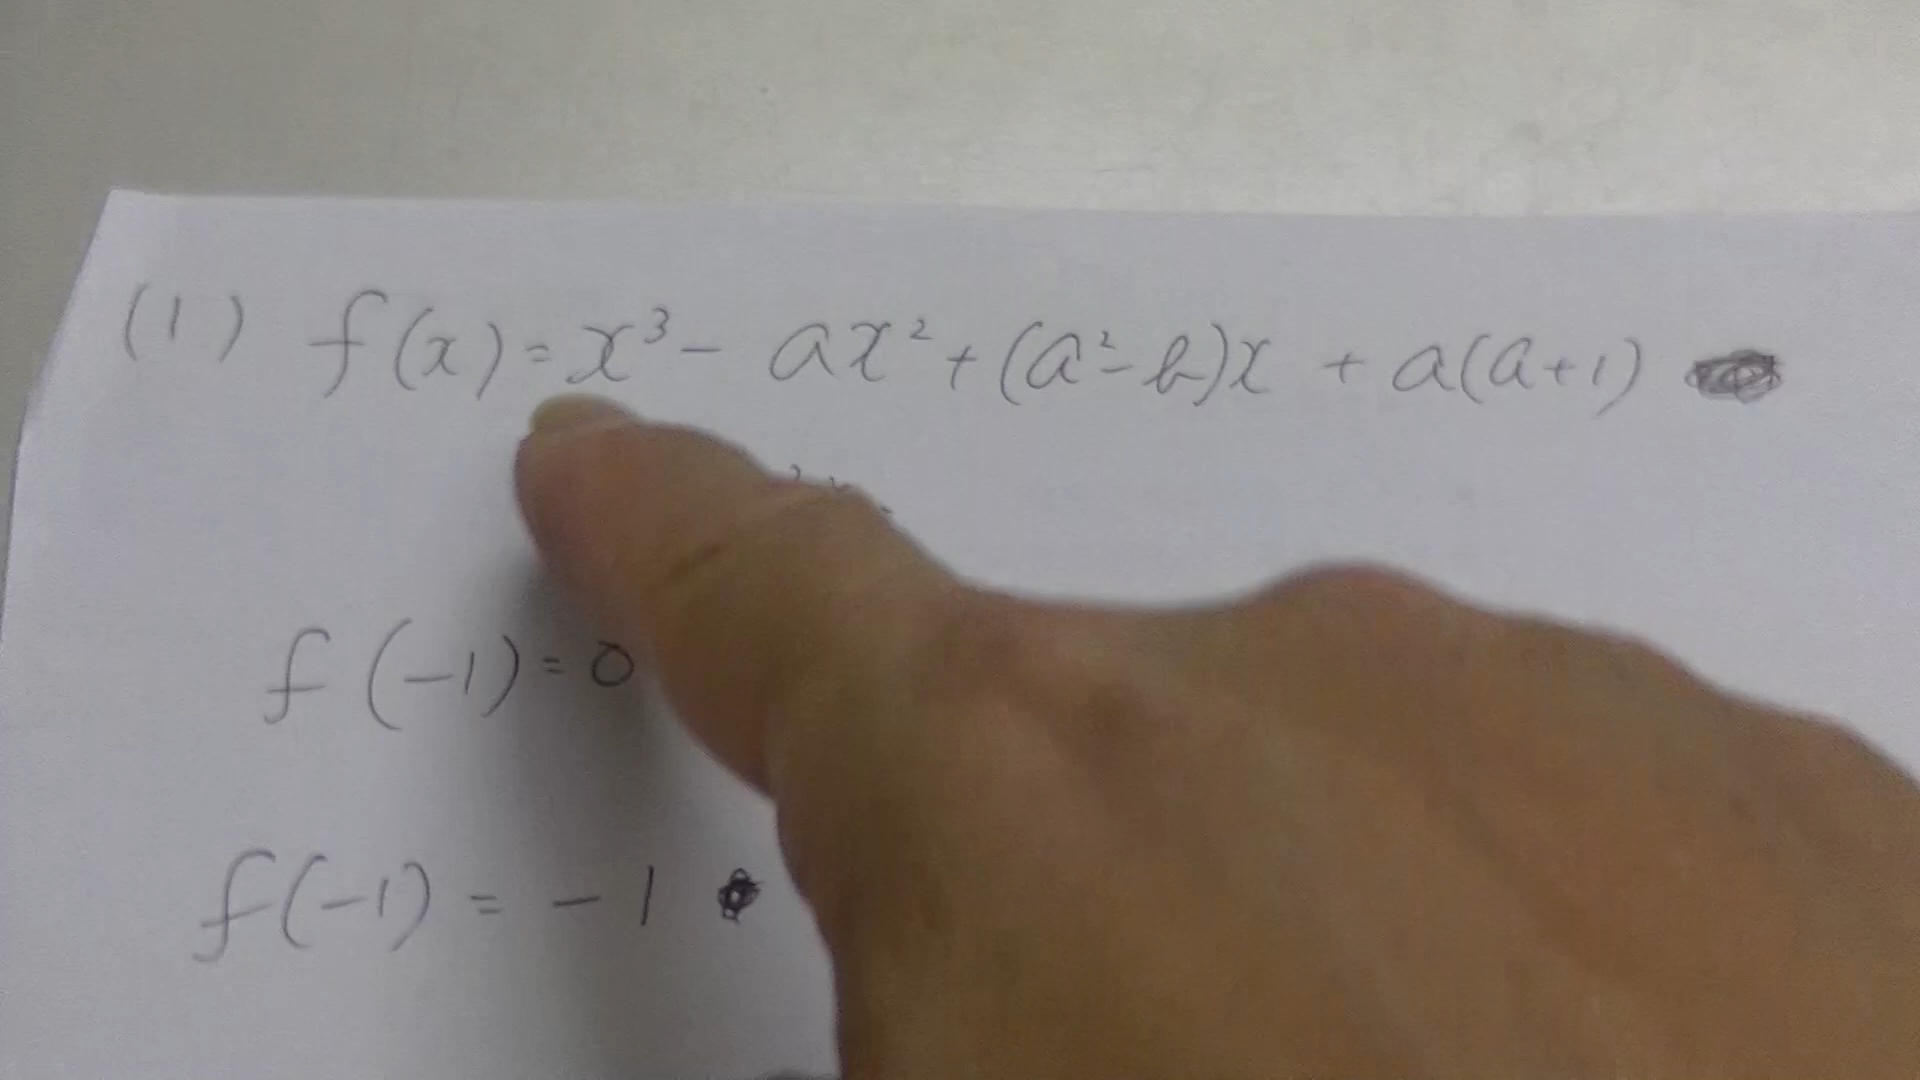 (1) f(x)=x³-ax²+(a²-b)x+a(a+1)
f(-1)=0
f(-1)=-1